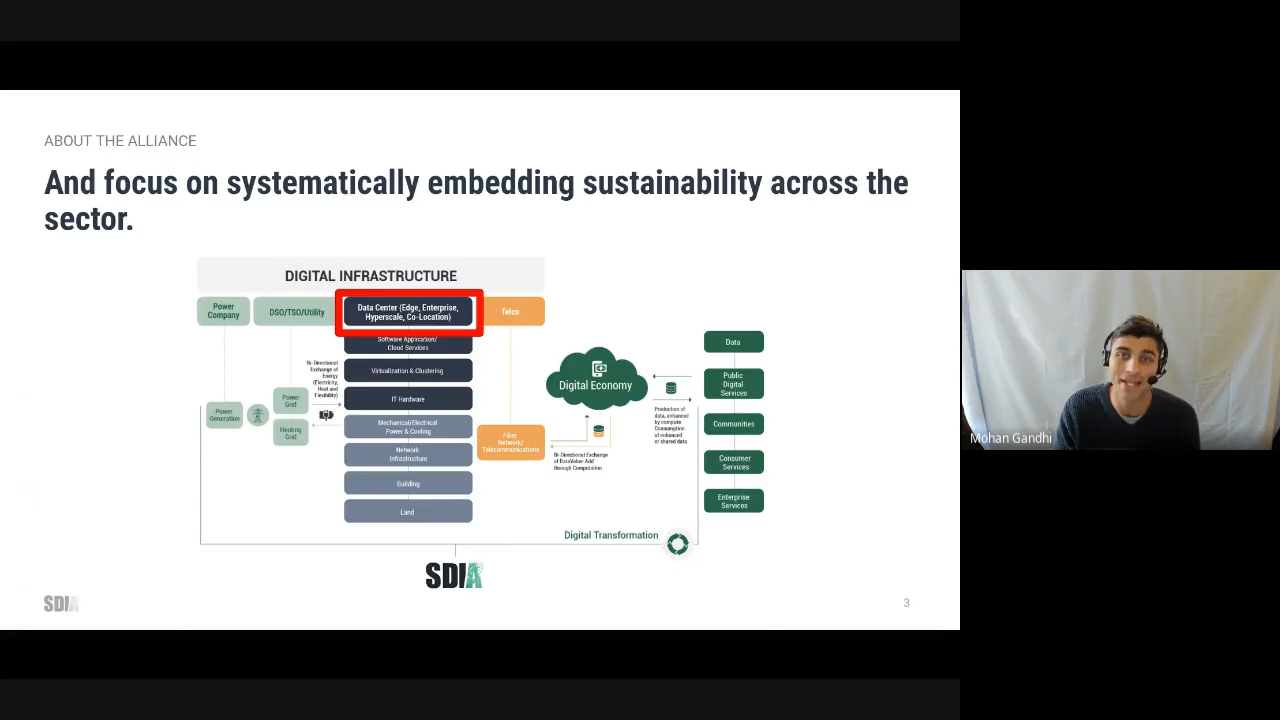 ABOUT THE ALLIANCE
And focus on systematically embedding sustainability across the
sector.
DIGITAL INFRASTRUCTURE
Power
Company
DSO/TSO/Utility
Data Center (Edge, Enterprise,
Hyperscale, Co-Location)
Telco
Software Application/
Cloud Services
Virtualization & Clustering
IT Hardware
Mechanical/Electrical
Power & Cooling
Network
Infrastructure
Building
Land
Bi-Directional
Exchange of
Energy
(Electricity,
Heat and
Flexibility)
Power
Generation
Power
Grid
Heating
Grid
Fiber
Network/
Telecommunications
Digital Economy
Bi-Directional Exchange
of Data/Value-Add
through Computation
Production of
data, enhanced
by compute
Consumption
of enhanced
or shared data
Data
Public
Digital
Services
Communities
Consumer
Services
Enterprise
Services
Digital Transformation
SDIA
SDIA
3
Mohan Gandhi